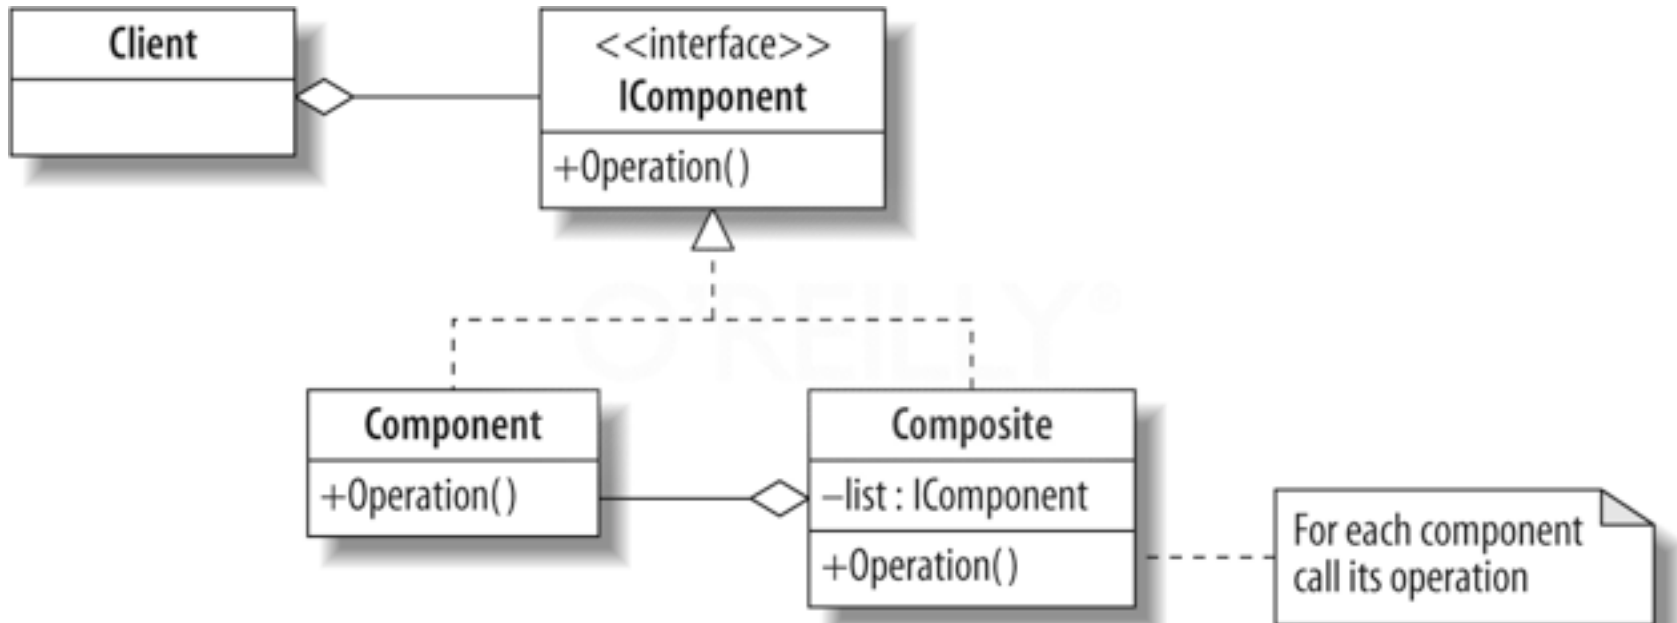 Client
<<interface>>
IComponent
+Operation()
O'REILLY®
Component
+Operation()
Composite
–list : IComponent
+Operation()
For each component
call its operation